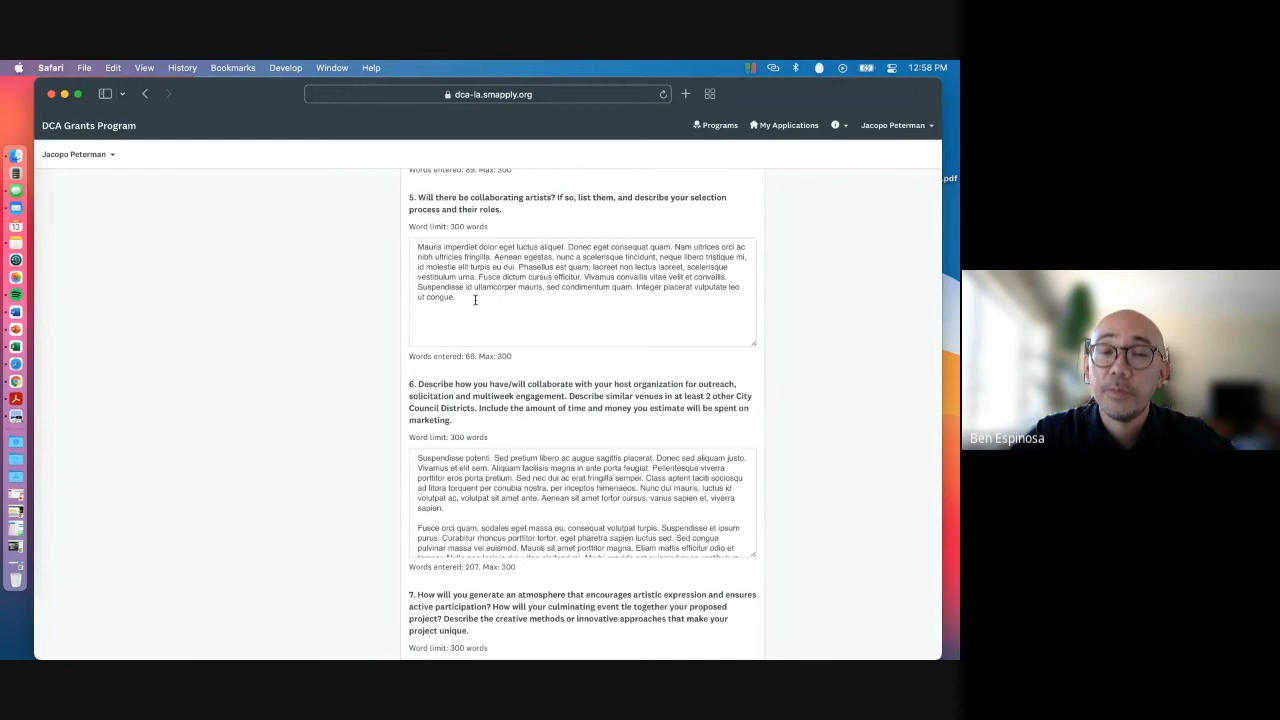 Safari File Edit View History Bookmarks Develop Window Help 12:58 PM
dca-la.smapply.org
DCA Grants Program Programs My Applications Jacopo Peterman
.pdf
Jacopo Peterman
Words entered: 89. Max: 300
5. Will there be collaborating artists? If so, list them, and describe your selection
process and their roles.
Word limit: 300 words
Mauris imperdiet dolor eget luctus aliquet. Donec eget consequat quam. Nam ultrices orci ac
nibh ultricies fringilla. Aenean egestas, nunc a scelerisque tincidunt, neque libero tristique mi,
id molestie elit turpis eu dui. Phasellus est quam, laoreet non lectus laoreet, scelerisque
vestibulum urna. Fusce dictum cursus efficitur. Vivamus convallis vitae velit et convallis.
Suspendisse id ullamcorper mauris, sed condimentum quam. Integer placerat vulputate leo
ut congue.
Words entered: 66. Max: 300
6. Describe how you have/will collaborate with your host organization for outreach,
solicitation and multiweek engagement. Describe similar venues in at least 2 other City
Council Districts. Include the amount of time and money you estimate will be spent on
marketing.
Word limit: 300 words
Suspendisse potenti. Sed pretium libero ac augue sagittis placerat. Donec sed aliquam justo.
Vivamus et elit sem. Aliquam facilisis magna in ante porta feugiat. Pellentesque viverra
porttitor eros porta pretium. Sed nec dui ac erat fringilla semper. Class aptent taciti sociosqu
ad litora torquent per conubia nostra, per inceptos himenaeos. Nunc dui mauris, luctus id
volutpat ac, volutpat sit amet ante. Aenean sit amet tortor cursus, varius sapien et, viverra
sapien.
Fusce orci quam, sodales eget massa eu, consequat volutpat turpis. Suspendisse et ipsum
purus. Curabitur rhoncus porttitor tortor, eget pharetra sapien luctus sed. Sed congue
pulvinar massa vel euismod. Mauris sit amet porttitor magna. Etiam mattis efficitur odio et
Words entered: 207. Max: 300
7. How will you generate an atmosphere that encourages artistic expression and ensures
active participation? How will your culminating event tie together your proposed
project? Describe the creative methods or innovative approaches that make your
project unique.
Word limit: 300 words
Ben Espinosa